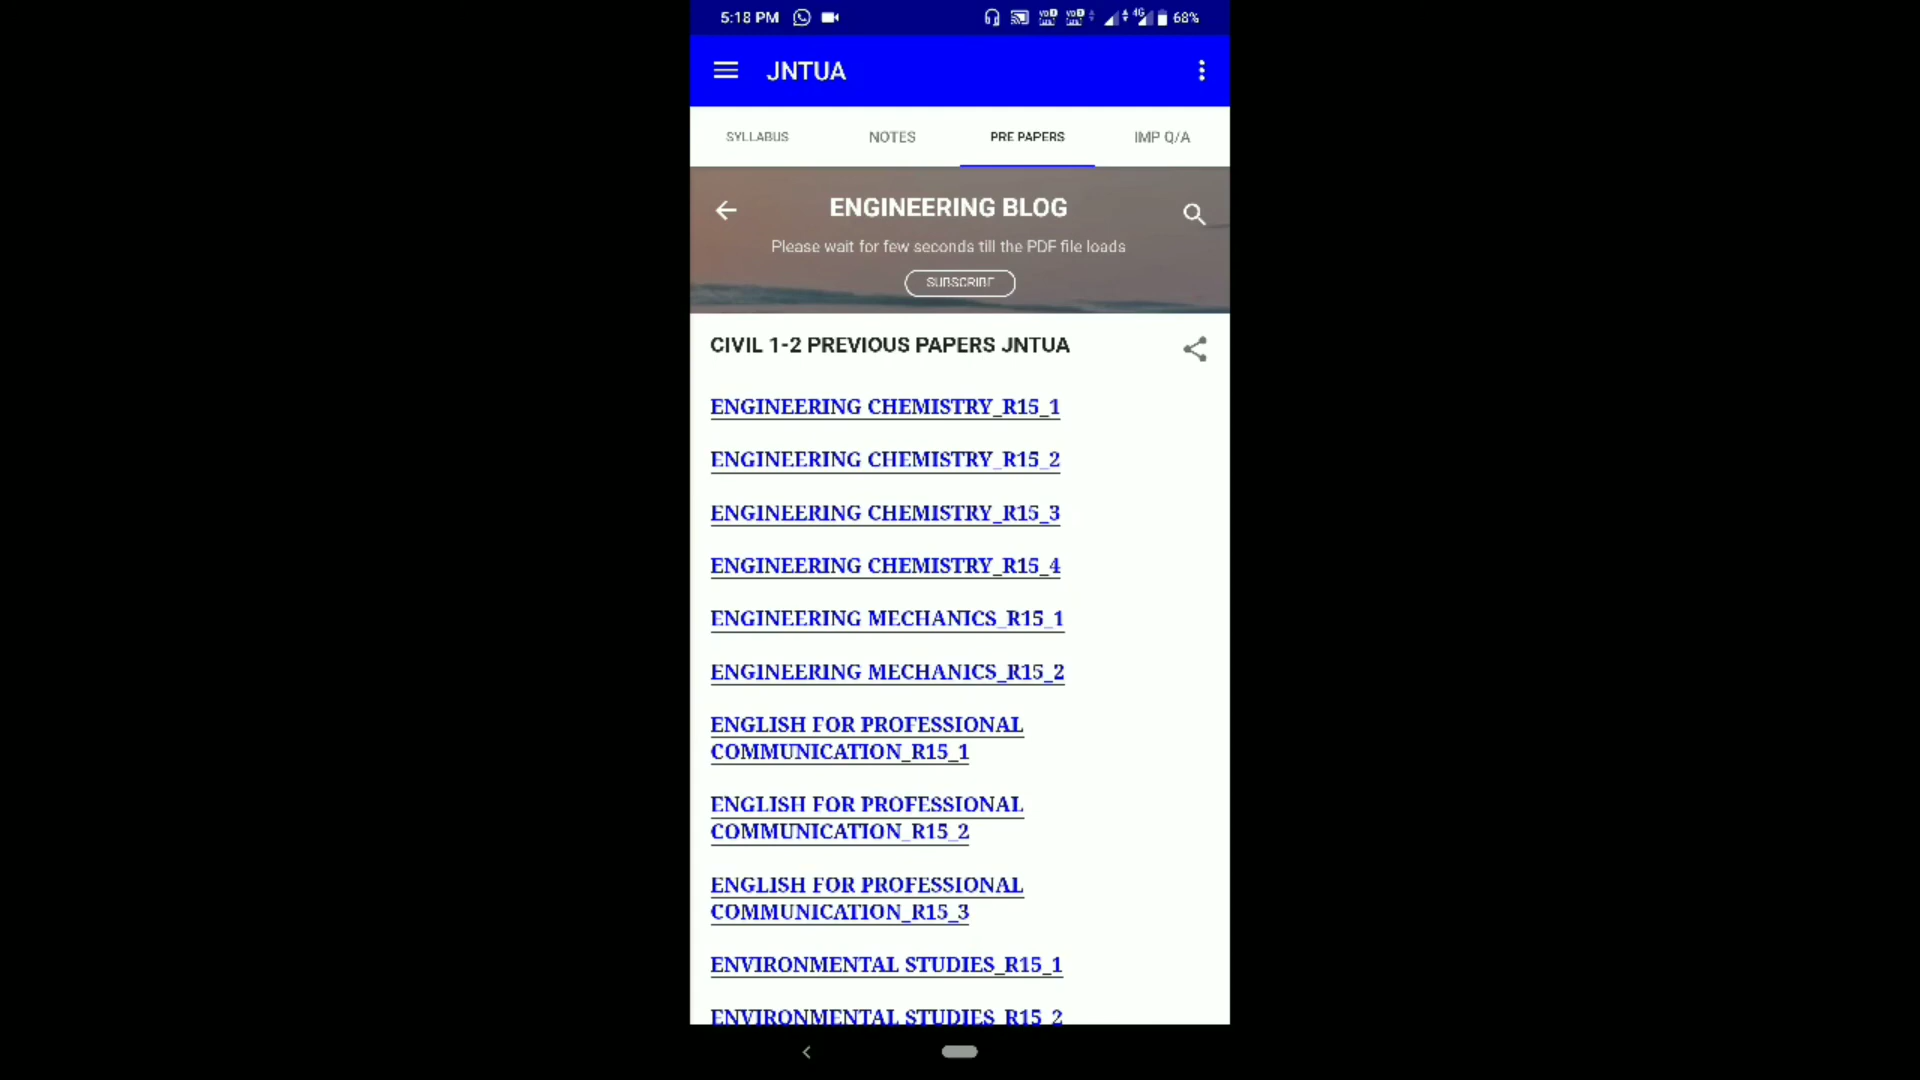 5:18 PM
4G
68%
JNTUA
SYLLABUS
NOTES
PRE PAPERS
IMP Q/A
ENGINEERING BLOG
Please wait for few seconds till the PDF file loads
SUBSCRIBE
CIVIL 1-2 PREVIOUS PAPERS JNTUA
ENGINEERING CHEMISTRY_R15_1
ENGINEERING CHEMISTRY_R15_2
ENGINEERING CHEMISTRY_R15_3
ENGINEERING CHEMISTRY_R15_4
ENGINEERING MECHANICS_R15_1
ENGINEERING MECHANICS_R15_2
ENGLISH FOR PROFESSIONAL
COMMUNICATION_R15_1
ENGLISH FOR PROFESSIONAL
COMMUNICATION_R15_2
ENGLISH FOR PROFESSIONAL
COMMUNICATION_R15_3
ENVIRONMENTAL STUDIES_R15_1
ENVIRONMENTAL STUDIES_R15_2